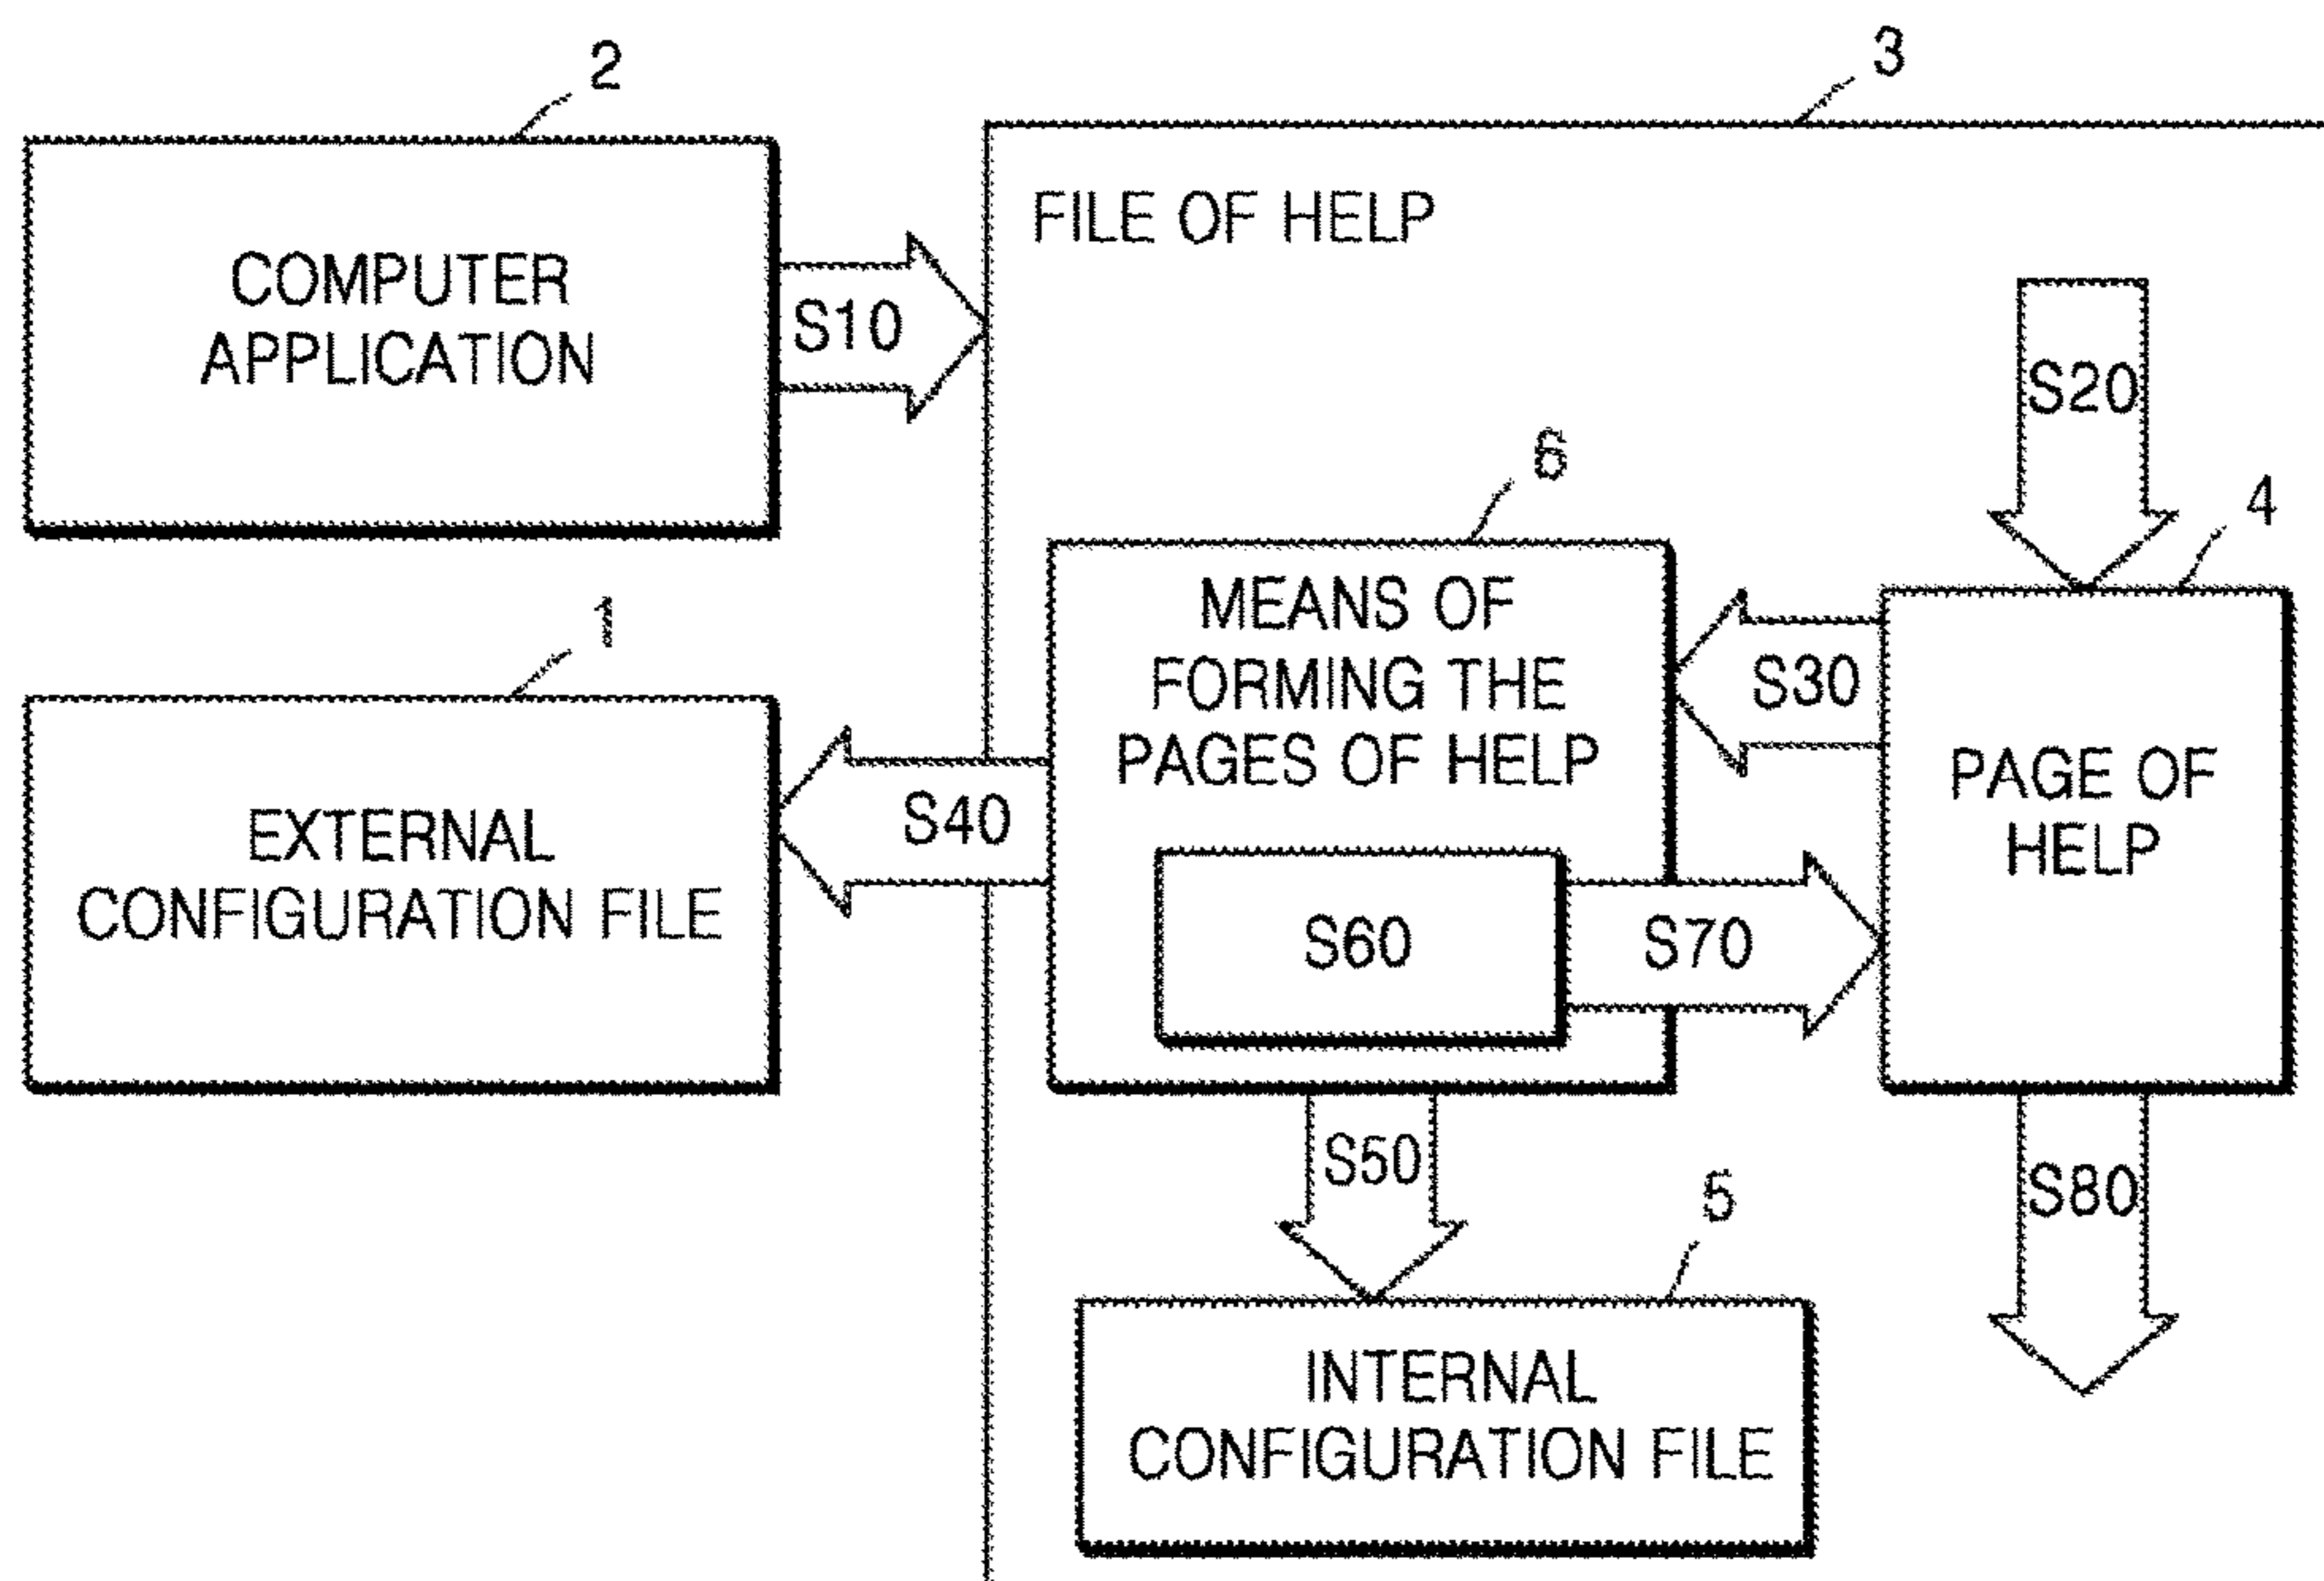 2
3
COMPUTER
APPLICATION
S10
FILE OF HELP
S20
6
4
MEANS OF
FORMING THE
PAGES OF HELP
S30
PAGE OF
HELP
1
EXTERNAL
CONFIGURATION FILE
S40
S60
S70
S50
5
S80
INTERNAL
CONFIGURATION FILE